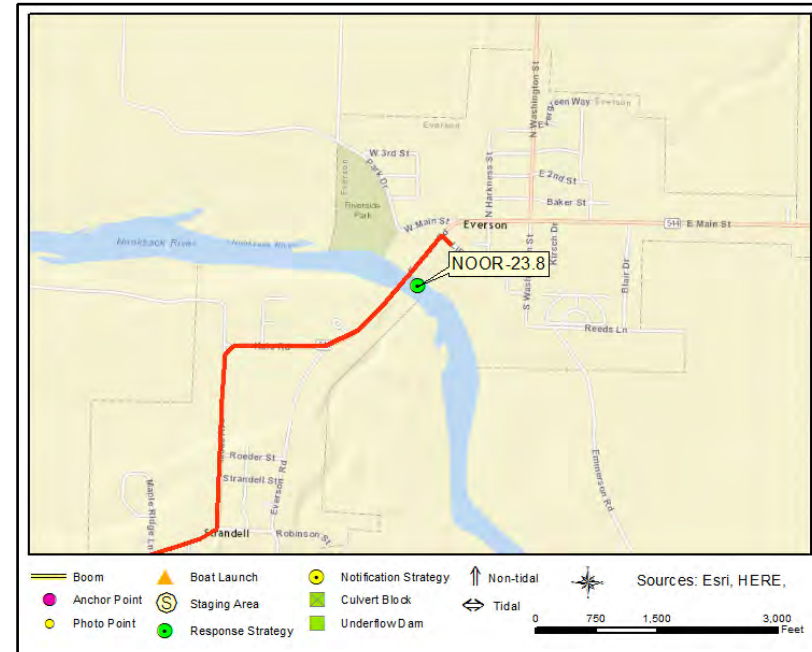 N Washington St
Everson
W 3rd St
Park Dr
Everson
N Harkness St
E 2nd St
Baker St
Riverside
Park
W Main St
Everson
544
E Main St
Nooksack River
Nooksack River
NOOR-23.8
Kirsch Dr
Blair Dr
Reeds Ln
Emmerson Rd
Roeder St
Strandell St
Everson Rd
Maple Ridge Ln
Strandell
Robinson St
Boom
Anchor Point
Photo Point
Boat Launch
Staging Area
S
Response Strategy
Notification Strategy
Culvert Block
Underflow Dam
Non-tidal
Tidal
Sources: Esri, HERE,
0 750 1,500 3,000
Feet